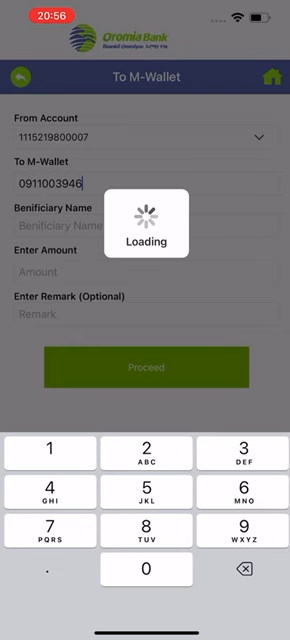 20:56
Oromia Bank
To M-Wallet
From Account
1115219800007
To M-Wallet
0911003946
Benificiary Name
Benificiary Name
Loading
Enter Amount
Amount
Enter Remark (Optional)
Remark
Proceed
1
2
3
ABC
DEF
4
5
6
GHI
JKL
MNO
7
8
9
PQRS
TUV
WXYZ
.
0